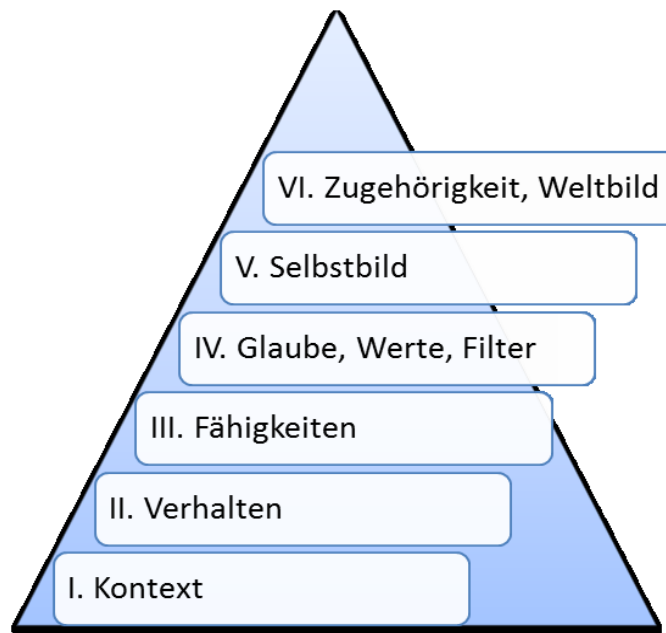 VI. Zugehörigkeit, Weltbild
V. Selbstbild
IV. Glaube, Werte, Filter
III. Fähigkeiten
II. Verhalten
I. Kontext